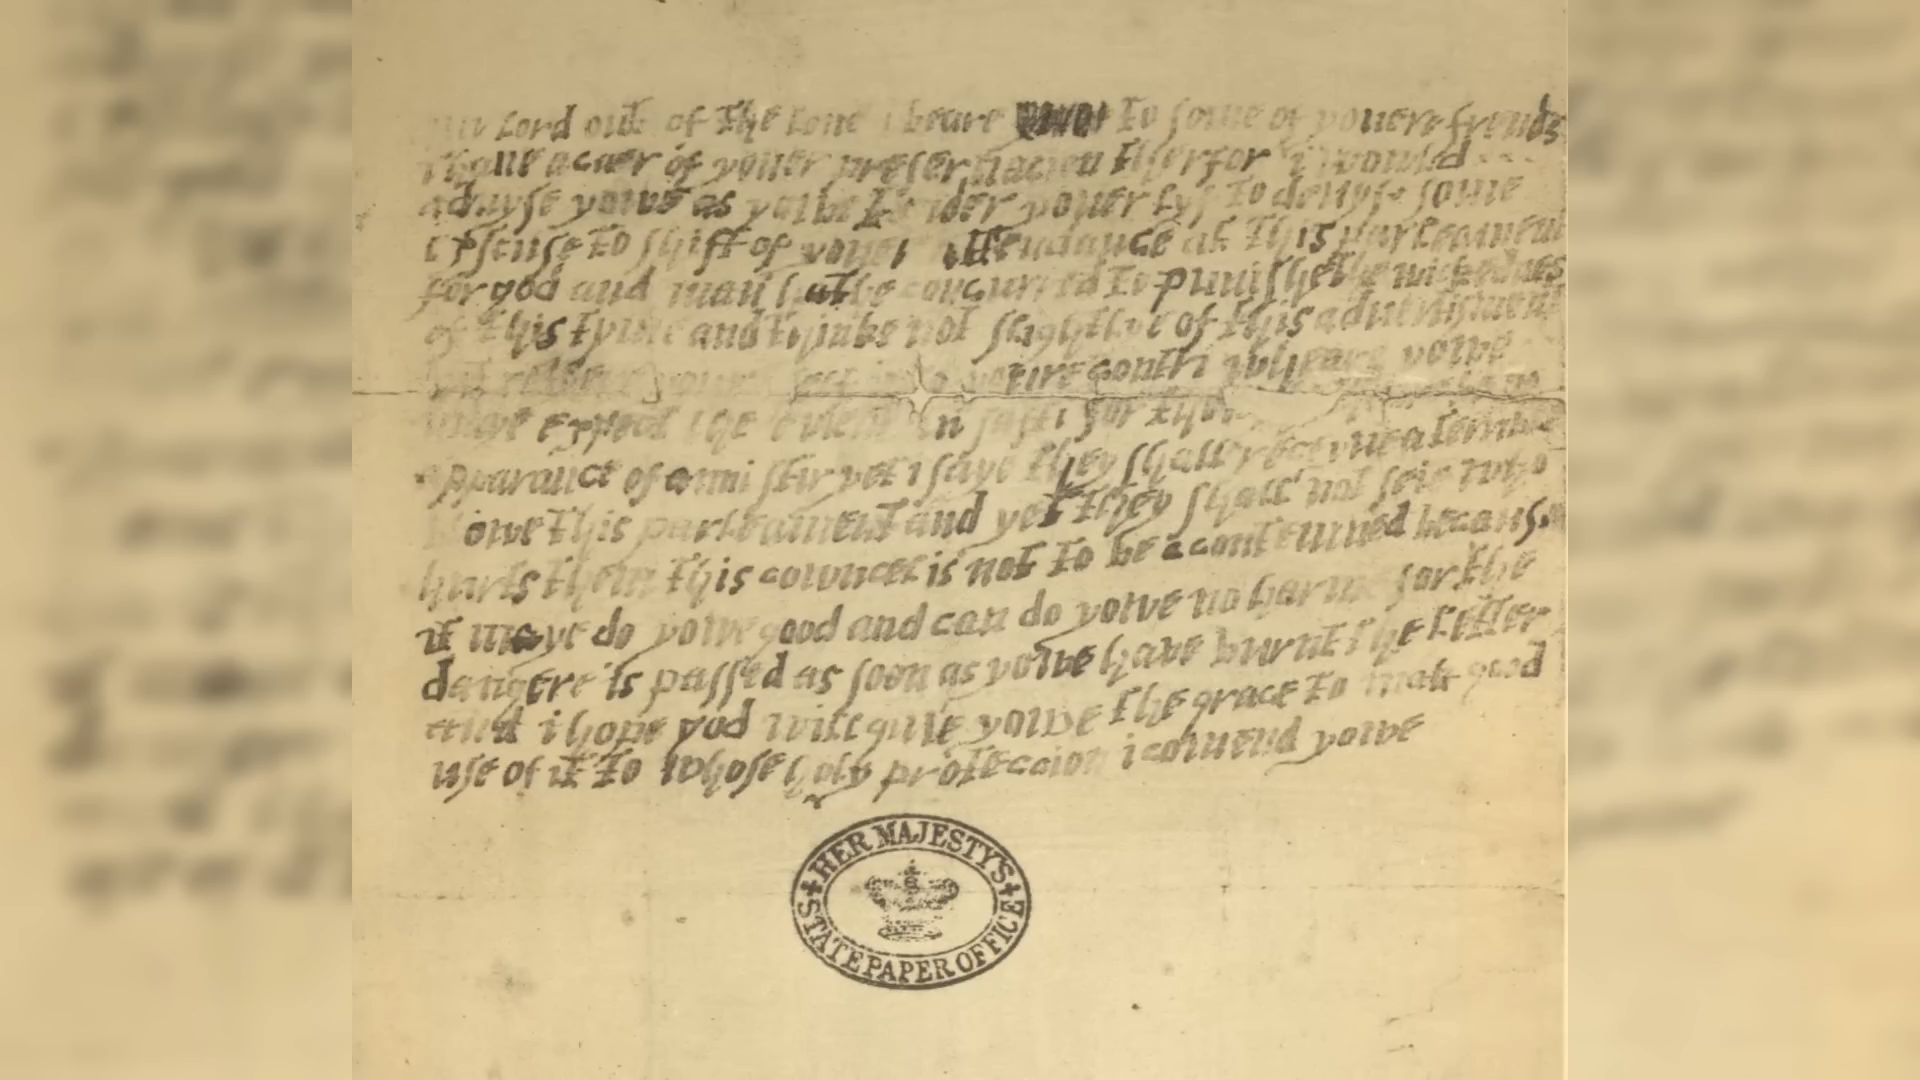 lord out of the loue i beare to some of youere frends
i haue a caer of youer preseruacion therfor i would
aduyse yowe as yowe tender youer lyf to deuyse some
epscuse to shift of youer attendance at this parleament
for god and man hathe concurred to punishe the wickednes
of this tyme and thinke not slightlye of this aduertisment
youre contri wheare yowe
maye expect the euent in safti for
apparance of anni stir yet i saye they shall receyue a terrible
blowe this parleament and yet they shall not seie who
hurts them this cowncel is not to be acontemned becaus
it maye do yowe good and can do yowe no harme for the
dangere is passed as soon as yowe have burnt the letter
and i hope god will giue yowe the grace to mak good
use of it to whose holy proteccion i comend yowe
HER MAJESTY'S
STATE PAPER OFFICE